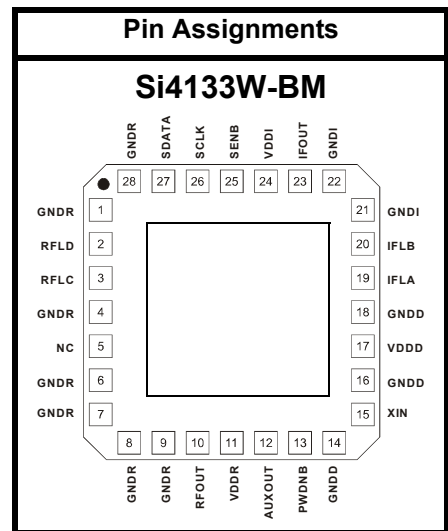 Pin Assignments
Si4133W-BM
GNDR SDATA SCLK SENB VDDI IFOUT GNDI
28 27 26 25 24 23 22
GNDR 1 21 GNDI
RFLD 2 20 IFLB
RFLC 3 19 IFLA
GNDR 4 18 GNDD
NC 5 17 VDDD
GNDR 6 16 GNDD
GNDR 7 15 XIN
8 9 10 11 12 13 14
GNDR GNDR RFOUT VDDR AUXOUT PWDNB GNDD